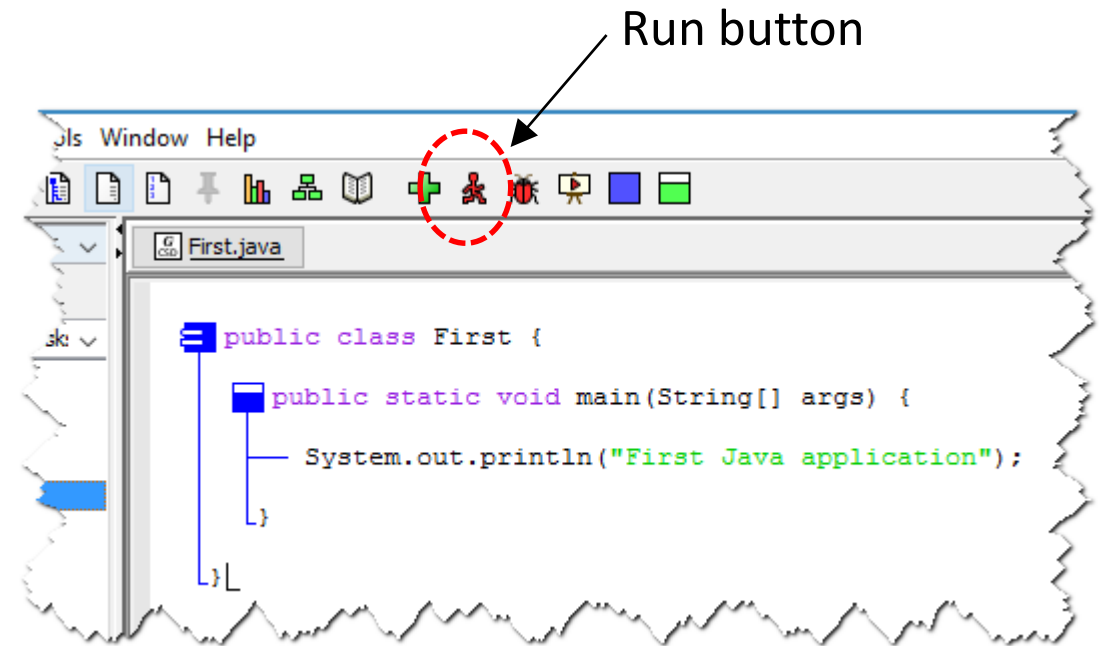 Run button
Window Help
First.java
public class First {
public static void main(String[] args) {
System.out.println("First Java application");
}
}